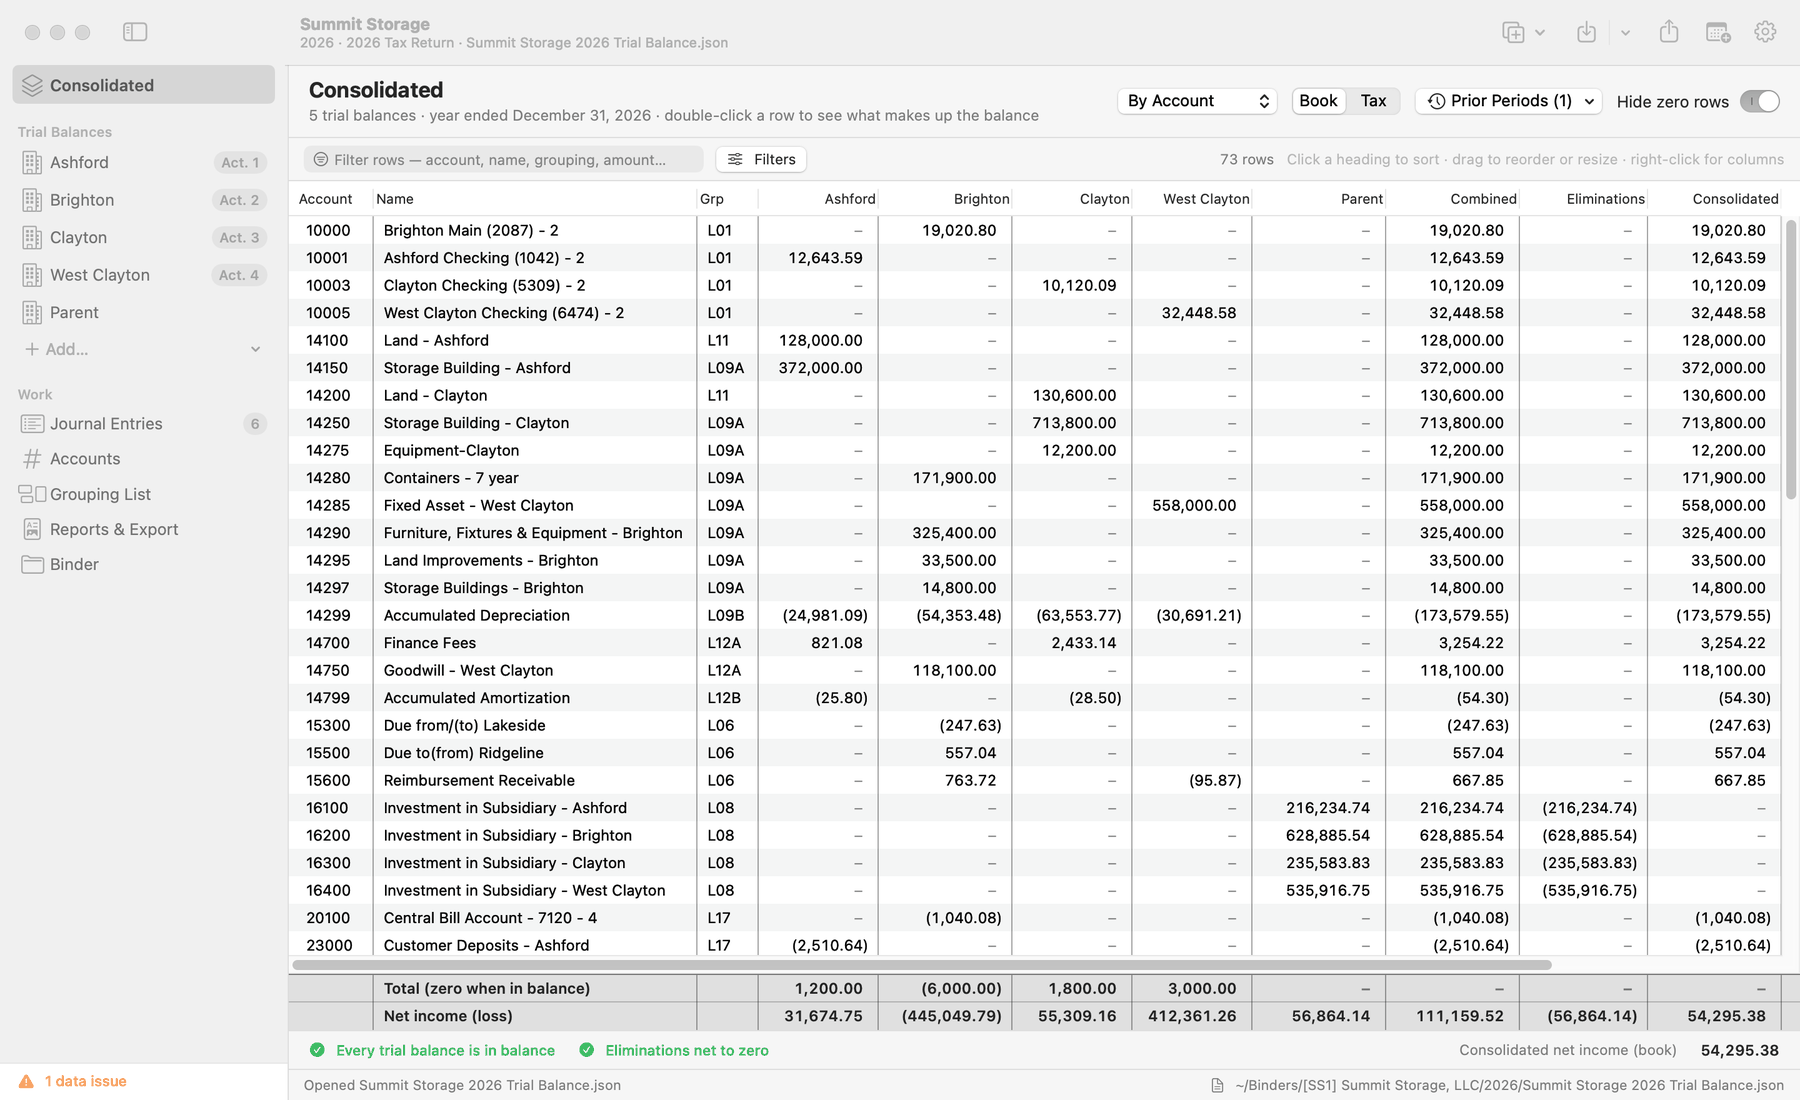 Summit Storage
2026 · 2026 Tax Return · Summit Storage 2026 Trial Balance.json
Consolidated
Trial Balances
Ashford Act. 1
Brighton Act. 2
Clayton Act. 3
West Clayton Act. 4
Parent
Add...
Work
Journal Entries 6
Accounts
Grouping List
Reports & Export
Binder
1 data issue
Consolidated
5 trial balances · year ended December 31, 2026 · double-click a row to see what makes up the balance
By Account Book Tax Prior Periods (1) Hide zero rows
Filter rows — account, name, grouping, amount... Filters 73 rows Click a heading to sort · drag to reorder or resize · right-click for columns
Account Name Grp Ashford Brighton Clayton West Clayton Parent Combined Eliminations Consolidated
10000 Brighton Main (2087) - 2 L01 – 19,020.80 – – – 19,020.80 – 19,020.80
10001 Ashford Checking (1042) - 2 L01 12,643.59 – – – – 12,643.59 – 12,643.59
10003 Clayton Checking (5309) - 2 L01 – – 10,120.09 – – 10,120.09 – 10,120.09
10005 West Clayton Checking (6474) - 2 L01 – – – 32,448.58 – 32,448.58 – 32,448.58
14100 Land - Ashford L11 128,000.00 – – – – 128,000.00 – 128,000.00
14150 Storage Building - Ashford L09A 372,000.00 – – – – 372,000.00 – 372,000.00
14200 Land - Clayton L11 – – 130,600.00 – – 130,600.00 – 130,600.00
14250 Storage Building - Clayton L09A – – 713,800.00 – – 713,800.00 – 713,800.00
14275 Equipment-Clayton L09A – – 12,200.00 – – 12,200.00 – 12,200.00
14280 Containers - 7 year L09A – 171,900.00 – – – 171,900.00 – 171,900.00
14285 Fixed Asset - West Clayton L09A – – – 558,000.00 – 558,000.00 – 558,000.00
14290 Furniture, Fixtures & Equipment - Brighton L09A – 325,400.00 – – – 325,400.00 – 325,400.00
14295 Land Improvements - Brighton L09A – 33,500.00 – – – 33,500.00 – 33,500.00
14297 Storage Buildings - Brighton L09A – 14,800.00 – – – 14,800.00 – 14,800.00
14299 Accumulated Depreciation L09B (24,981.09) (54,353.48) (63,553.77) (30,691.21) – (173,579.55) – (173,579.55)
14700 Finance Fees L12A 821.08 – 2,433.14 – – 3,254.22 – 3,254.22
14750 Goodwill - West Clayton L12A – 118,100.00 – – – 118,100.00 – 118,100.00
14799 Accumulated Amortization L12B (25.80) – (28.50) – – (54.30) – (54.30)
15300 Due from/(to) Lakeside L06 – (247.63) – – – (247.63) – (247.63)
15500 Due to(from) Ridgeline L06 – 557.04 – – – 557.04 – 557.04
15600 Reimbursement Receivable L06 – 763.72 – (95.87) – 667.85 – 667.85
16100 Investment in Subsidiary - Ashford L08 – – – – 216,234.74 216,234.74 (216,234.74) –
16200 Investment in Subsidiary - Brighton L08 – – – – 628,885.54 628,885.54 (628,885.54) –
16300 Investment in Subsidiary - Clayton L08 – – – – 235,583.83 235,583.83 (235,583.83) –
16400 Investment in Subsidiary - West Clayton L08 – – – – 535,916.75 535,916.75 (535,916.75) –
20100 Central Bill Account - 7120 - 4 L17 – (1,040.08) – – – (1,040.08) – (1,040.08)
23000 Customer Deposits - Ashford L17 (2,510.64) – – – – (2,510.64) – (2,510.64)
Total (zero when in balance) 1,200.00 (6,000.00) 1,800.00 3,000.00 – – – –
Net income (loss) 31,674.75 (445,049.79) 55,309.16 412,361.26 56,864.14 111,159.52 (56,864.14) 54,295.38
Every trial balance is in balance Eliminations net to zero Consolidated net income (book) 54,295.38
Opened Summit Storage 2026 Trial Balance.json ~/Binders/[SS1] Summit Storage, LLC/2026/Summit Storage 2026 Trial Balance.json